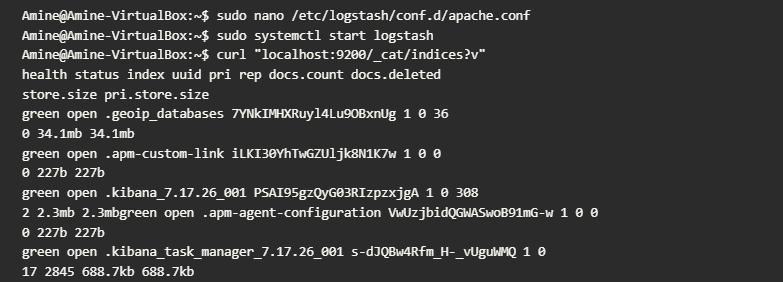 Amine@Amine-VirtualBox:~$ sudo nano /etc/logstash/conf.d/apache.conf
Amine@Amine-VirtualBox:~$ sudo systemctl start logstash
Amine@Amine-VirtualBox:~$ curl "localhost:9200/_cat/indices?v"
health status index uuid pri rep docs.count docs.deleted
store.size pri.store.size
green open .geoip_databases 7YNkIMHXRuyl4Lu9OBxnUg 1 0 36
0 34.1mb 34.1mb
green open .apm-custom-link iLKI30YhTwGZUljk8N1K7w 1 0 0
0 227b 227b
green open .kibana_7.17.26_001 PSAI95gzQyG03RIzpzxjgA 1 0 308
2 2.3mb 2.3mbgreen open .apm-agent-configuration VwUzjbidQGWASwoB91mG-w 1 0 0
0 227b 227b
green open .kibana_task_manager_7.17.26_001 s-dJQBw4Rfm_H-_vUguWMQ 1 0
17 2845 688.7kb 688.7kb